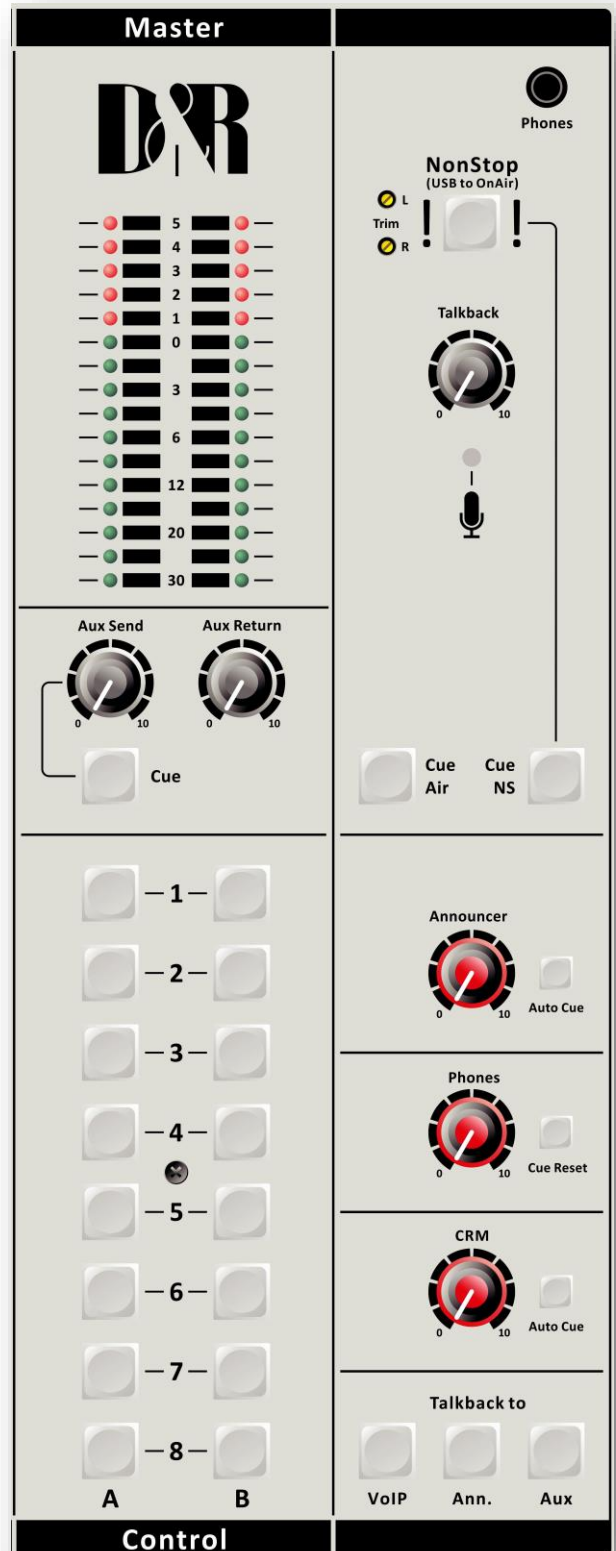 Master
D&R
5
4
3
2
1
0
3
6
12
20
30
Aux Send
Aux Return
0 10
0 10
Cue
1
2
3
4
5
6
7
8
A B
Control
Phones
NonStop
(USB to OnAir)
L
Trim
R
! !
Talkback
0 10
Cue Air
Cue NS
Announcer
0 10
Auto Cue
Phones
0 10
Cue Reset
CRM
0 10
Auto Cue
Talkback to
VoIP Ann. Aux